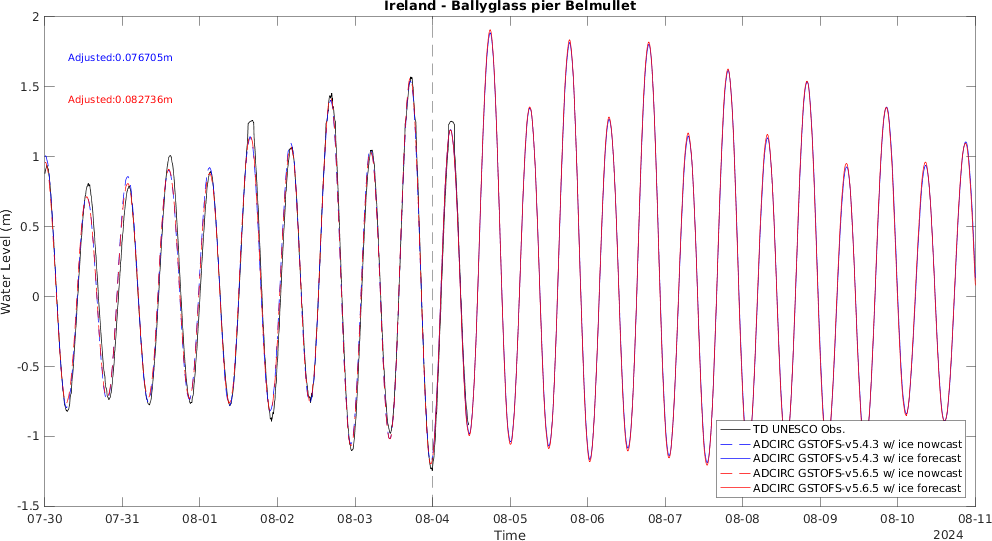 Ireland - Ballyglass pier Belmullet
Adjusted:0.076705m
Adjusted:0.082736m
Water Level (m)
2
1.5
1
0.5
0
-0.5
-1
-1.5
TD UNESCO Obs.
ADCIRC GSTOFS-v5.4.3 w/ ice nowcast
ADCIRC GSTOFS-v5.4.3 w/ ice forecast
ADCIRC GSTOFS-v5.6.5 w/ ice nowcast
ADCIRC GSTOFS-v5.6.5 w/ ice forecast
07-30 07-31 08-01 08-02 08-03 08-04 08-05 08-06 08-07 08-08 08-09 08-10 08-11
Time
2024